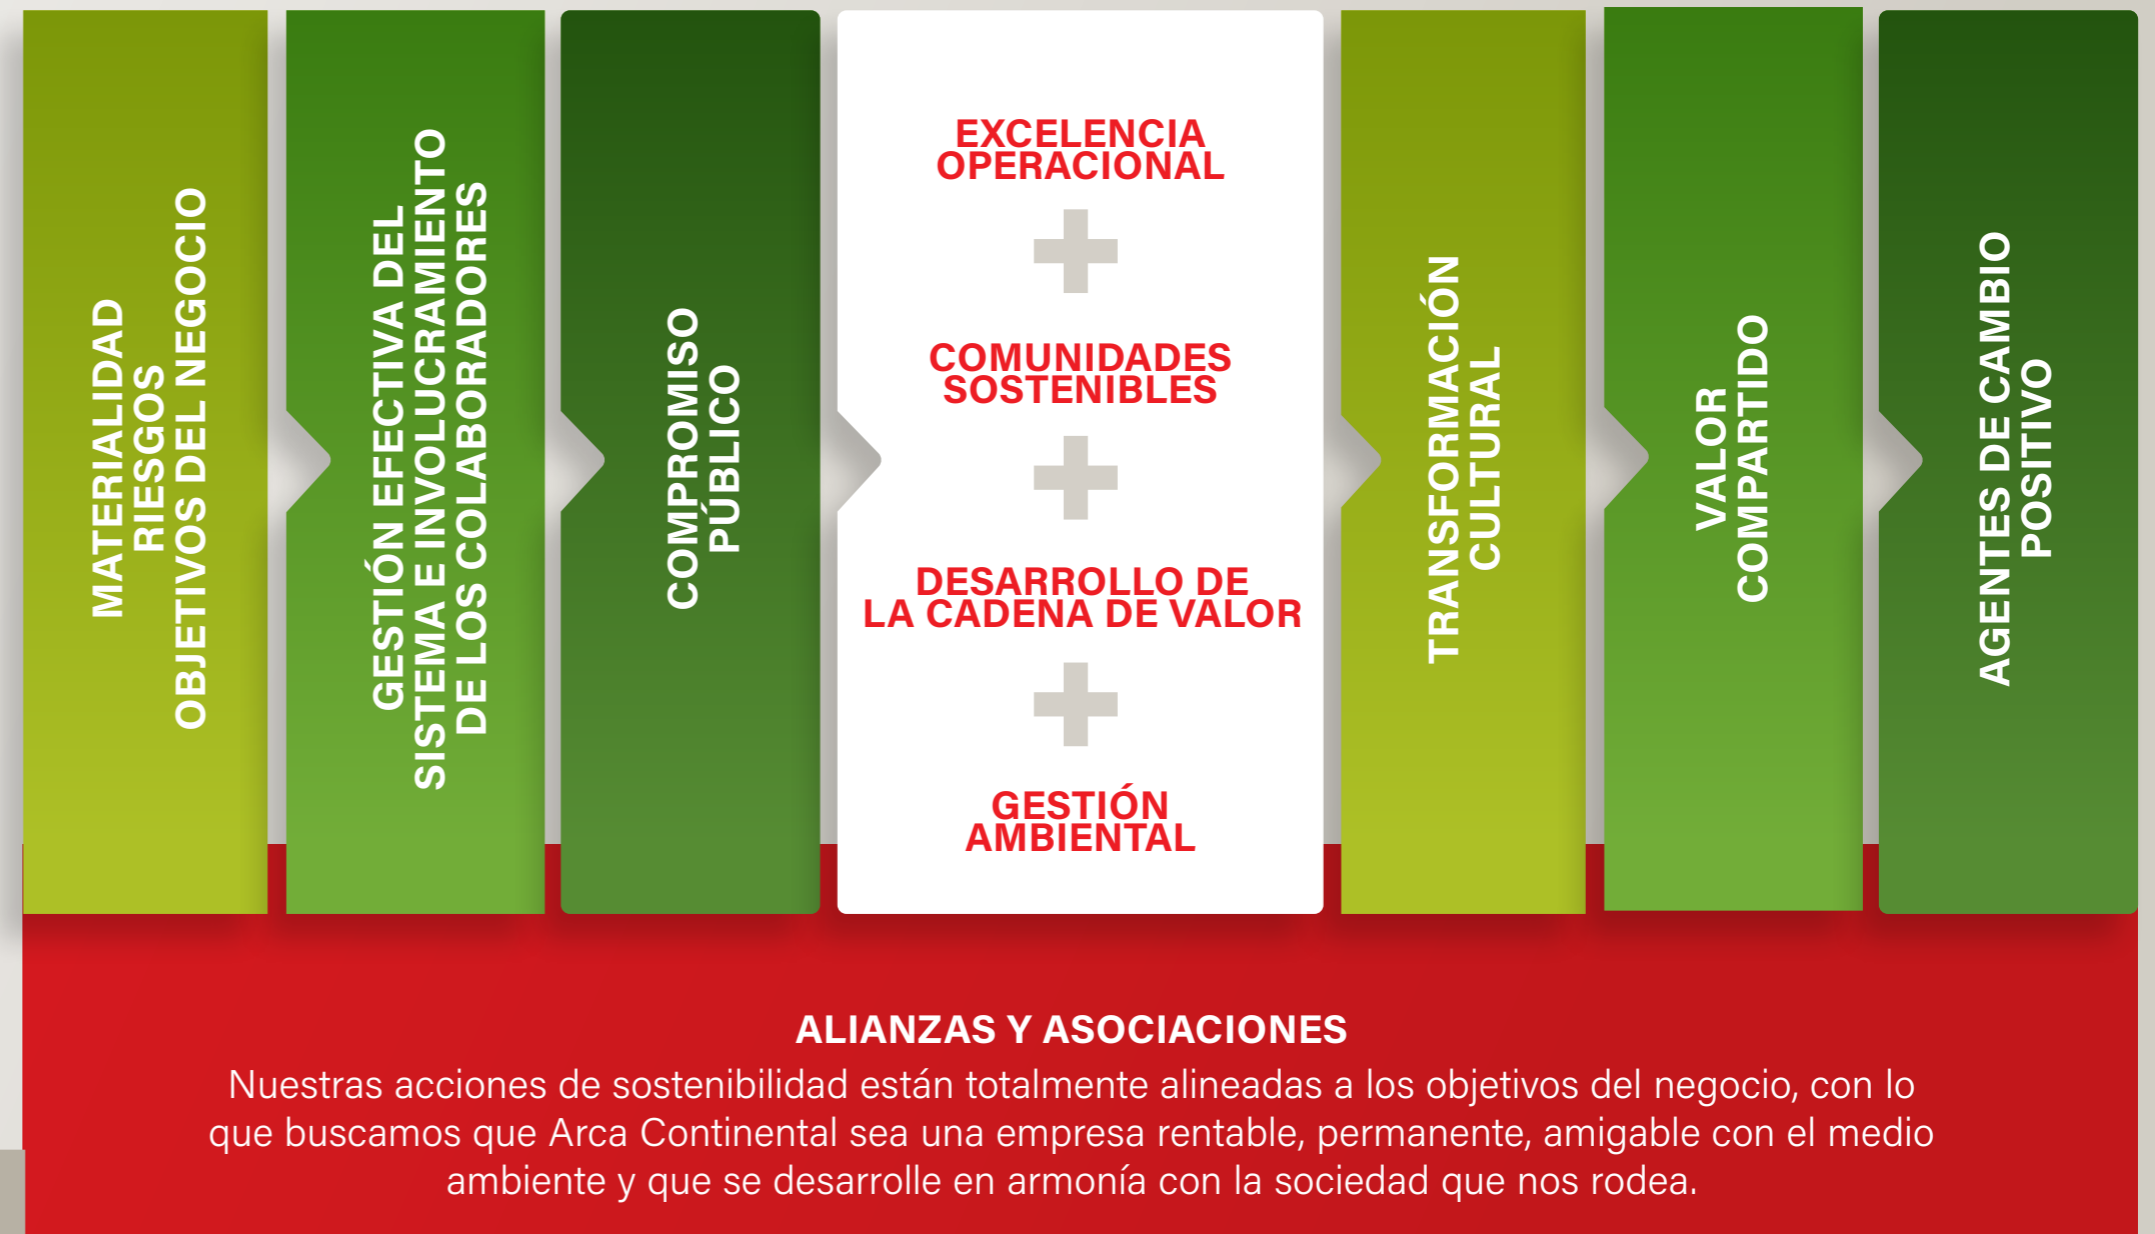 MATERIALIDAD
RIESGOS
OBJETIVOS DEL NEGOCIO
GESTIÓN EFECTIVA DEL
SISTEMA E INVOLUCRAMIENTO
DE LOS COLABORADORES
COMPROMISO
PÚBLICO
EXCELENCIA
OPERACIONAL
COMUNIDADES
SOSTENIBLES
DESARROLLO DE
LA CADENA DE VALOR
GESTIÓN
AMBIENTAL
TRANSFORMACIÓN
CULTURAL
VALOR
COMPARTIDO
AGENTES DE CAMBIO
POSITIVO
ALIANZAS Y ASOCIACIONES
Nuestras acciones de sostenibilidad están totalmente alineadas a los objetivos del negocio, con lo
que buscamos que Arca Continental sea una empresa rentable, permanente, amigable con el medio
ambiente y que se desarrolle en armonía con la sociedad que nos rodea.